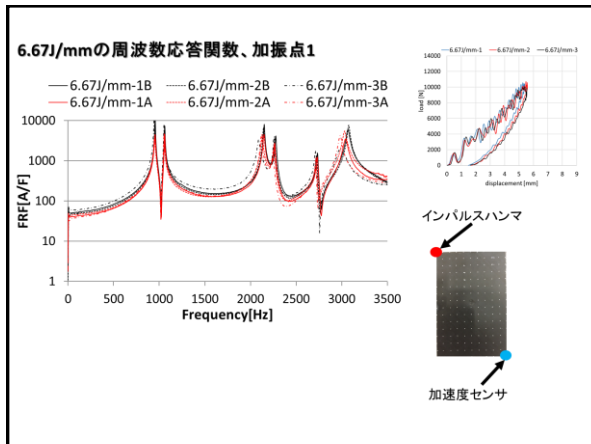 6.67J/mmの周波数応答関数、加振点1
6.67J/mm-1B 6.67J/mm-2B 6.67J/mm-3B
6.67J/mm-1A 6.67J/mm-2A 6.67J/mm-3A
10000
1000
100
10
1
FRF[A/F]
0 500 1000 1500 2000 2500 3000 3500
Frequency[Hz]
6.67J/mm-1 6.67J/mm-2 6.67J/mm-3
14000
12000
10000
8000
6000
4000
2000
0
load [N]
0 1 2 3 4 5 6 7 8 9
displacement [mm]
インパルスハンマ
加速度センサ